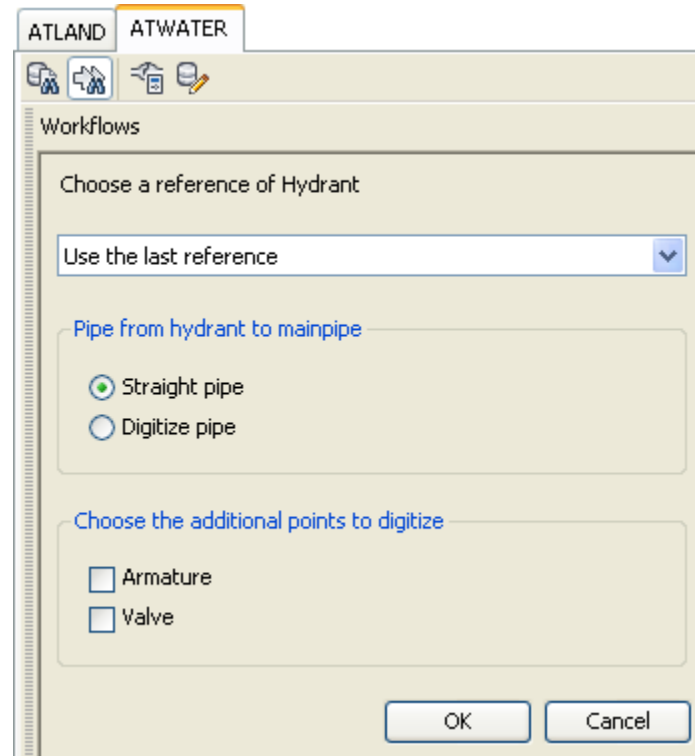 ATLAND ATWATER
Workflows
Choose a reference of Hydrant
Use the last reference
Pipe from hydrant to mainpipe
Straight pipe
Digitize pipe
Choose the additional points to digitize
Armature
Valve
OK Cancel